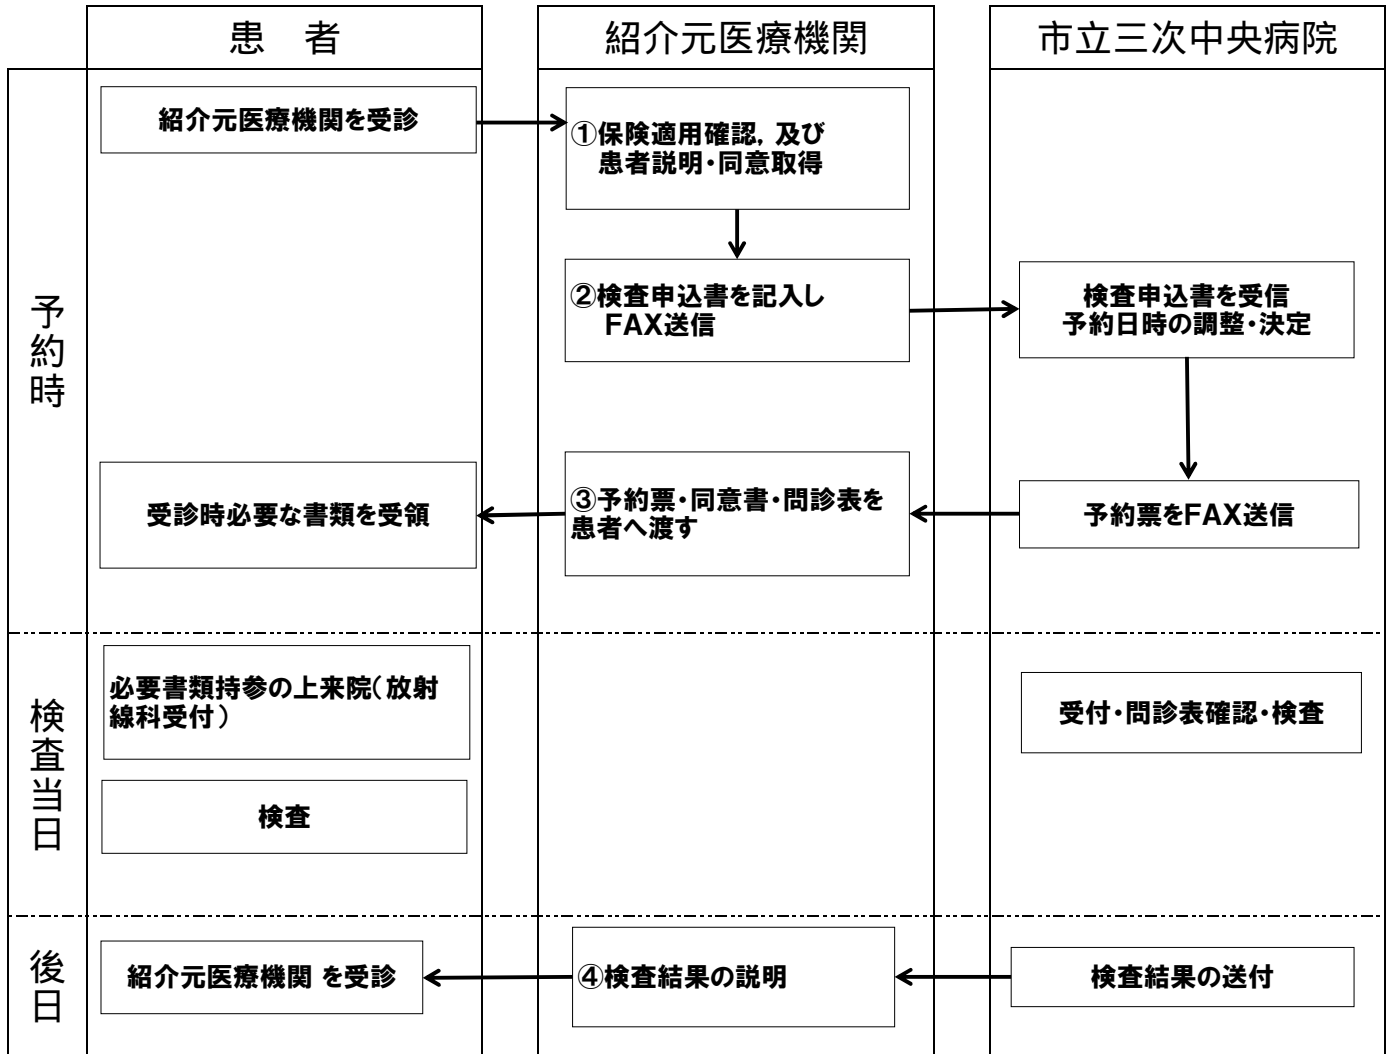 患　者
紹介元医療機関
市立三次中央病院
予約時
紹介元医療機関を受診
①保険適用確認, 及び
患者説明・同意取得
②検査申込書を記入し
FAX送信
検査申込書を受信
予約日時の調整・決定
受診時必要な書類を受領
③予約票・同意書・問診表を
患者へ渡す
予約票をFAX送信
検査当日
必要書類持参の上来院(放射
線科受付)
受付・問診表確認・検査
検査
後日
紹介元医療機関 を受診
④検査結果の説明
検査結果の送付